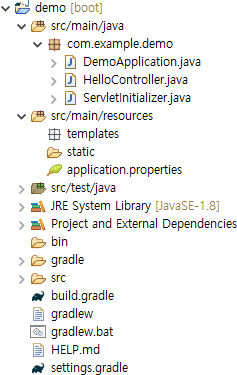 demo [boot]
src/main/java
com.example.demo
DemoApplication.java
HelloController.java
ServletInitializer.java
src/main/resources
templates
static
application.properties
src/test/java
JRE System Library [JavaSE-1.8]
Project and External Dependencies
bin
gradle
src
build.gradle
gradlew
gradlew.bat
HELP.md
settings.gradle